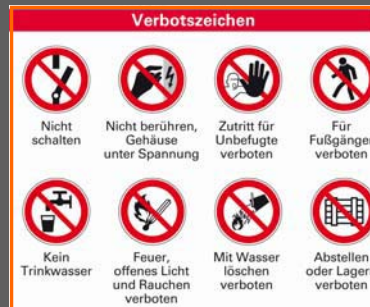 Verbotszeichen
Nicht
schalten
Nicht berühren,
Gehäuse
unter Spannung
Zutritt für
Unbefugte
verboten
Für
Fußgänger
verboten
Kein
Trinkwasser
Feuer,
offenes Licht
und Rauchen
verboten
Mit Wasser
löschen
verboten
Abstellen
oder Lagern
verboten